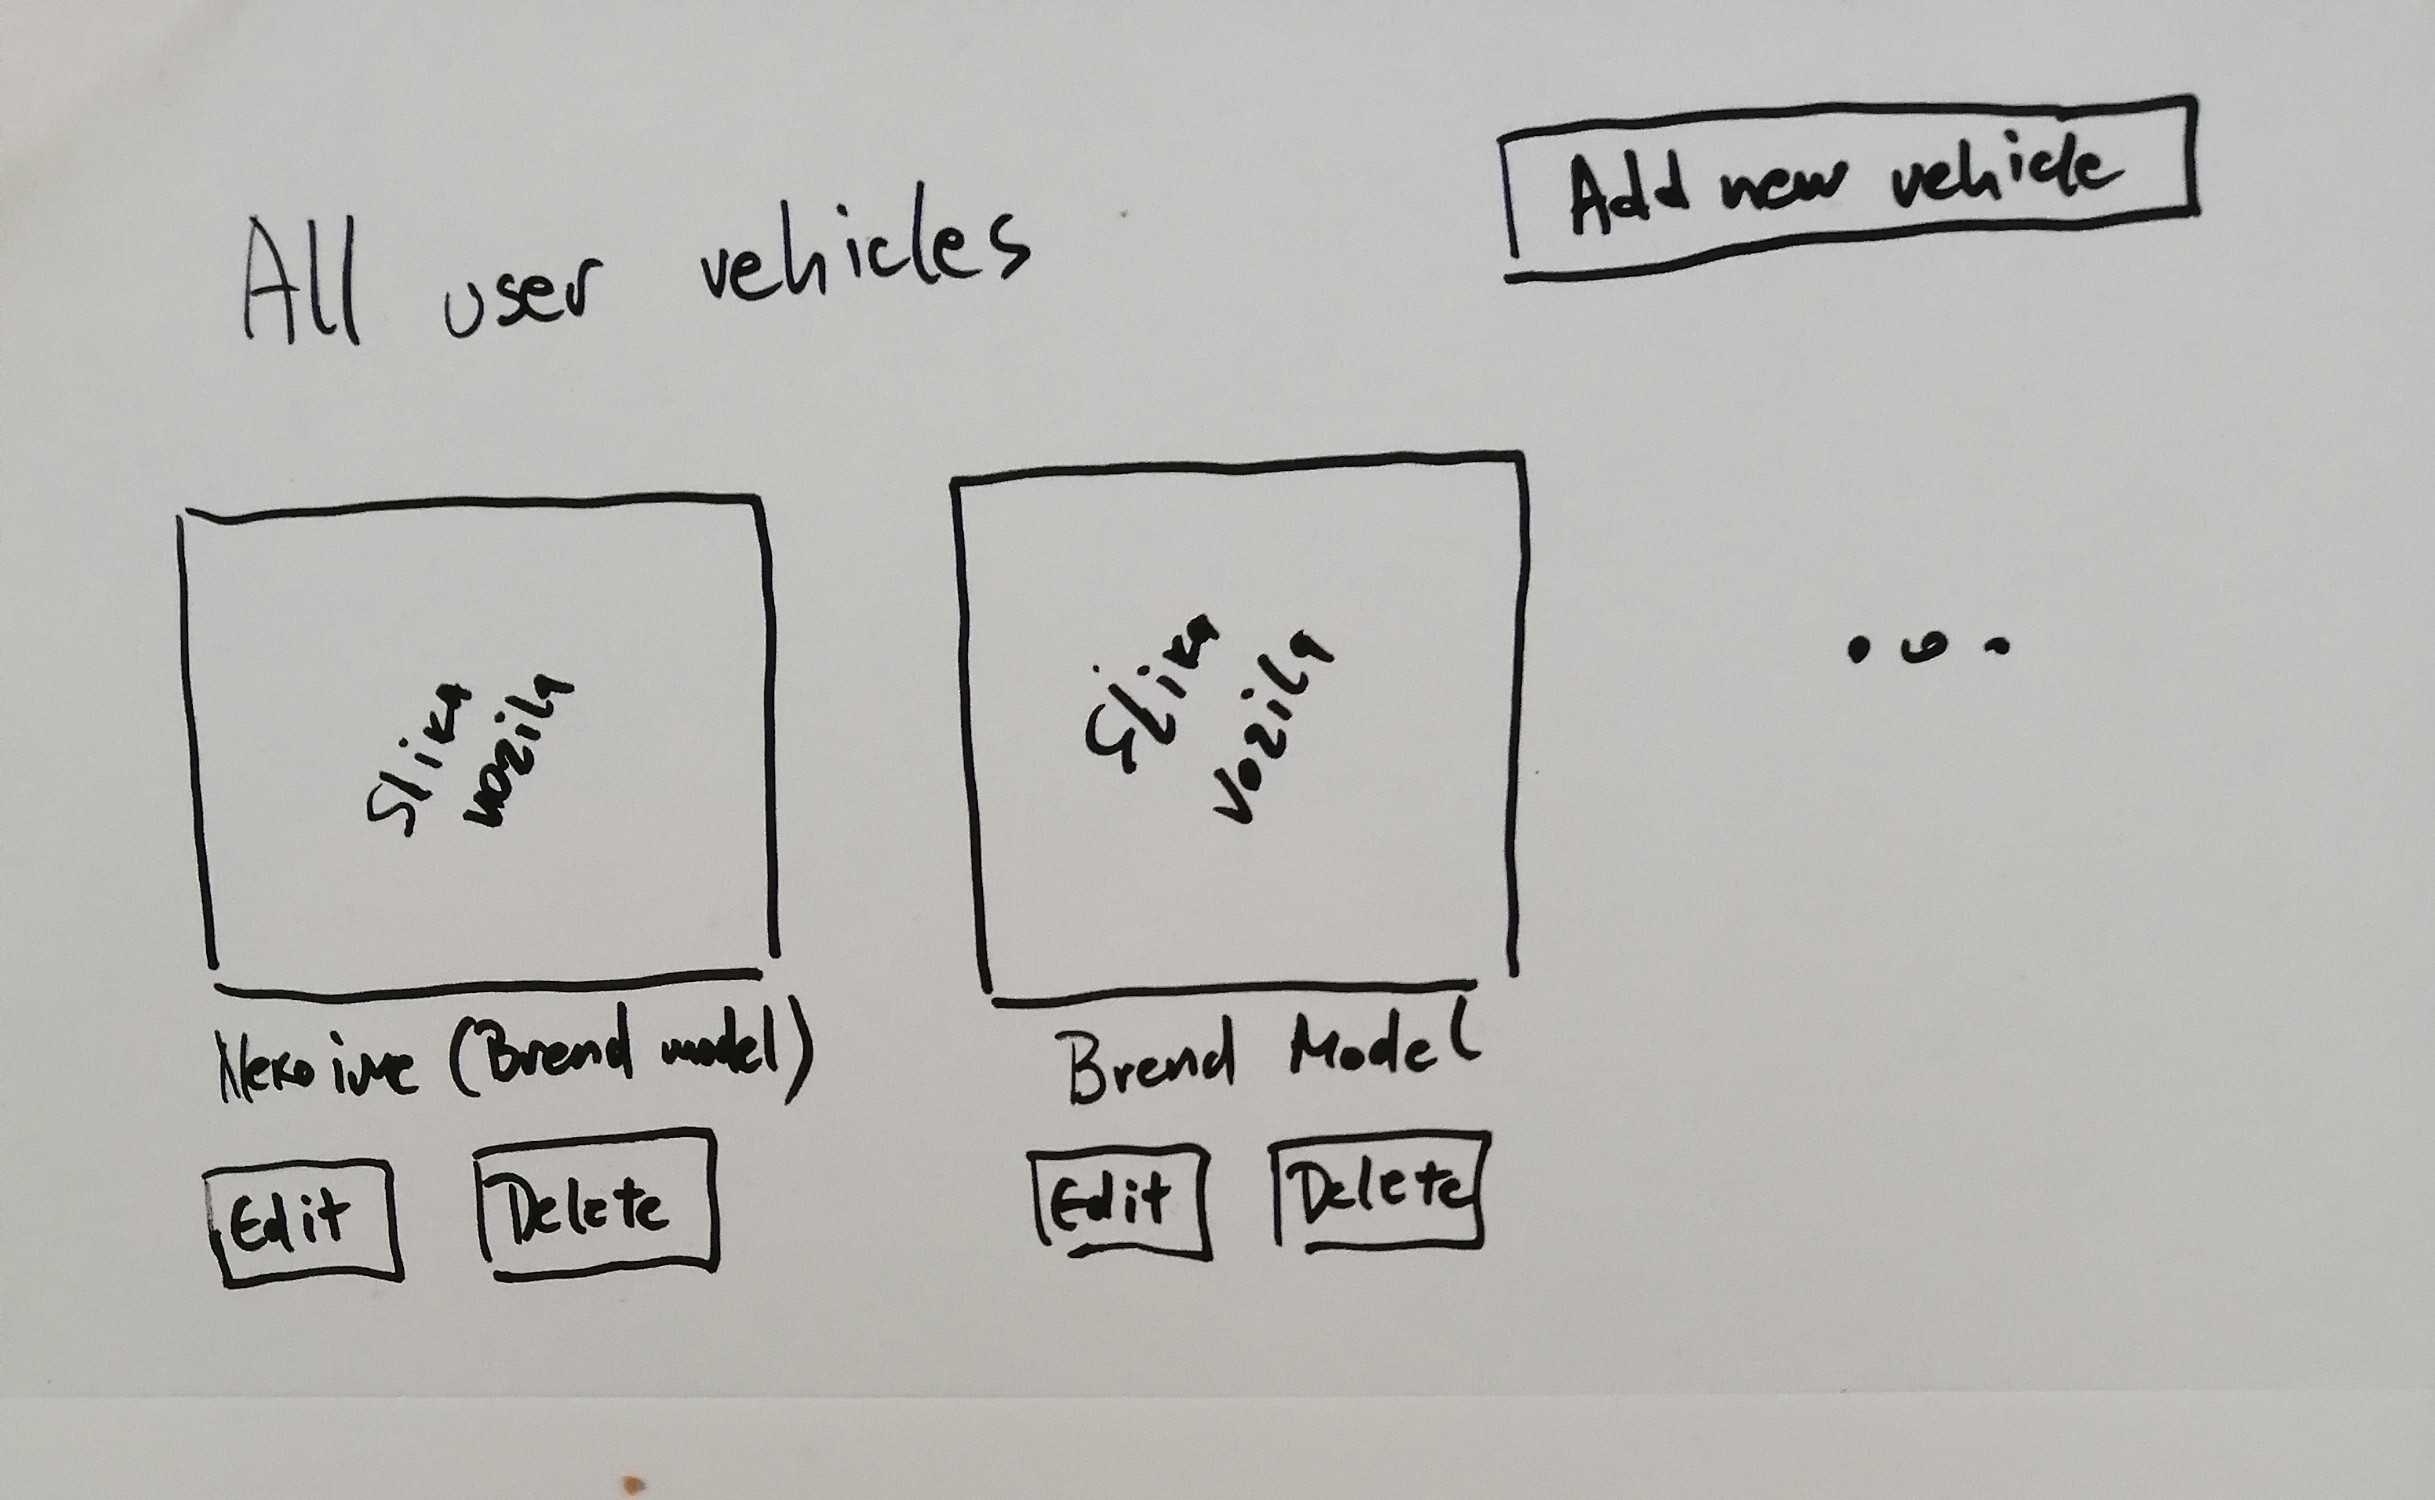 Add new vehicle
All user vehicles
Slika
vozila
Slika
vozila
...
Neko ime (Brend model)
Brend Model
Edit
Delete
Edit
Delete